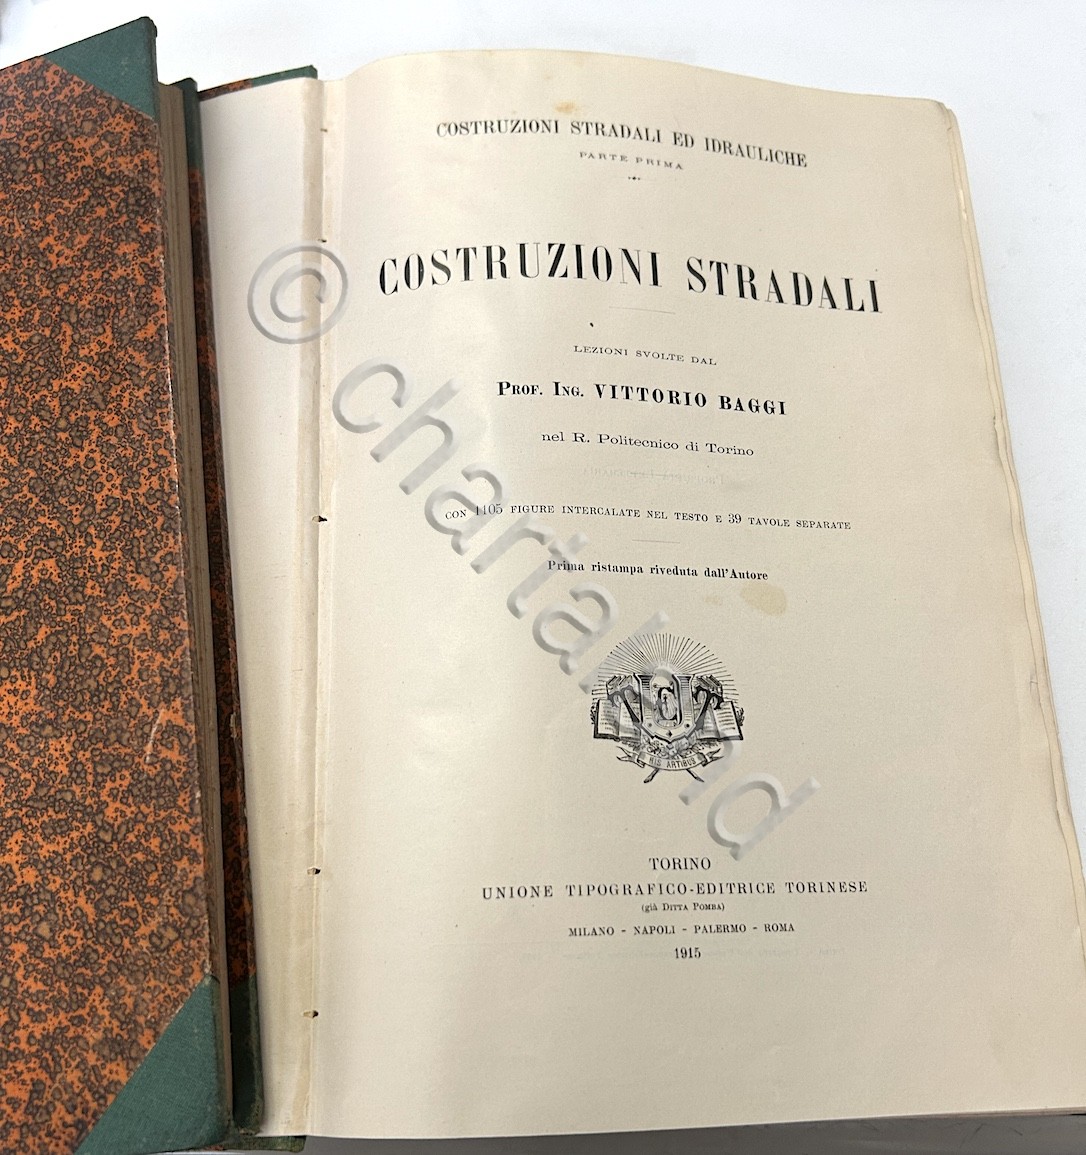 COSTRUZIONI STRADALI ED IDRAULICHE
PARTE PRIMA
COSTRUZIONI STRADALI
LEZIONI SVOLTE DAL
PROF. ING. VITTORIO BAGGI
nel R. Politecnico di Torino
CON 1105 FIGURE INTERCALATE NEL TESTO E 39 TAVOLE SEPARATE
Prima ristampa riveduta dall'Autore
HIS ARTIBUS
TORINO
UNIONE TIPOGRAFICO-EDITRICE TORINESE
(già DITTA POMBA)
MILANO - NAPOLI - PALERMO - ROMA
1915
© chartaland